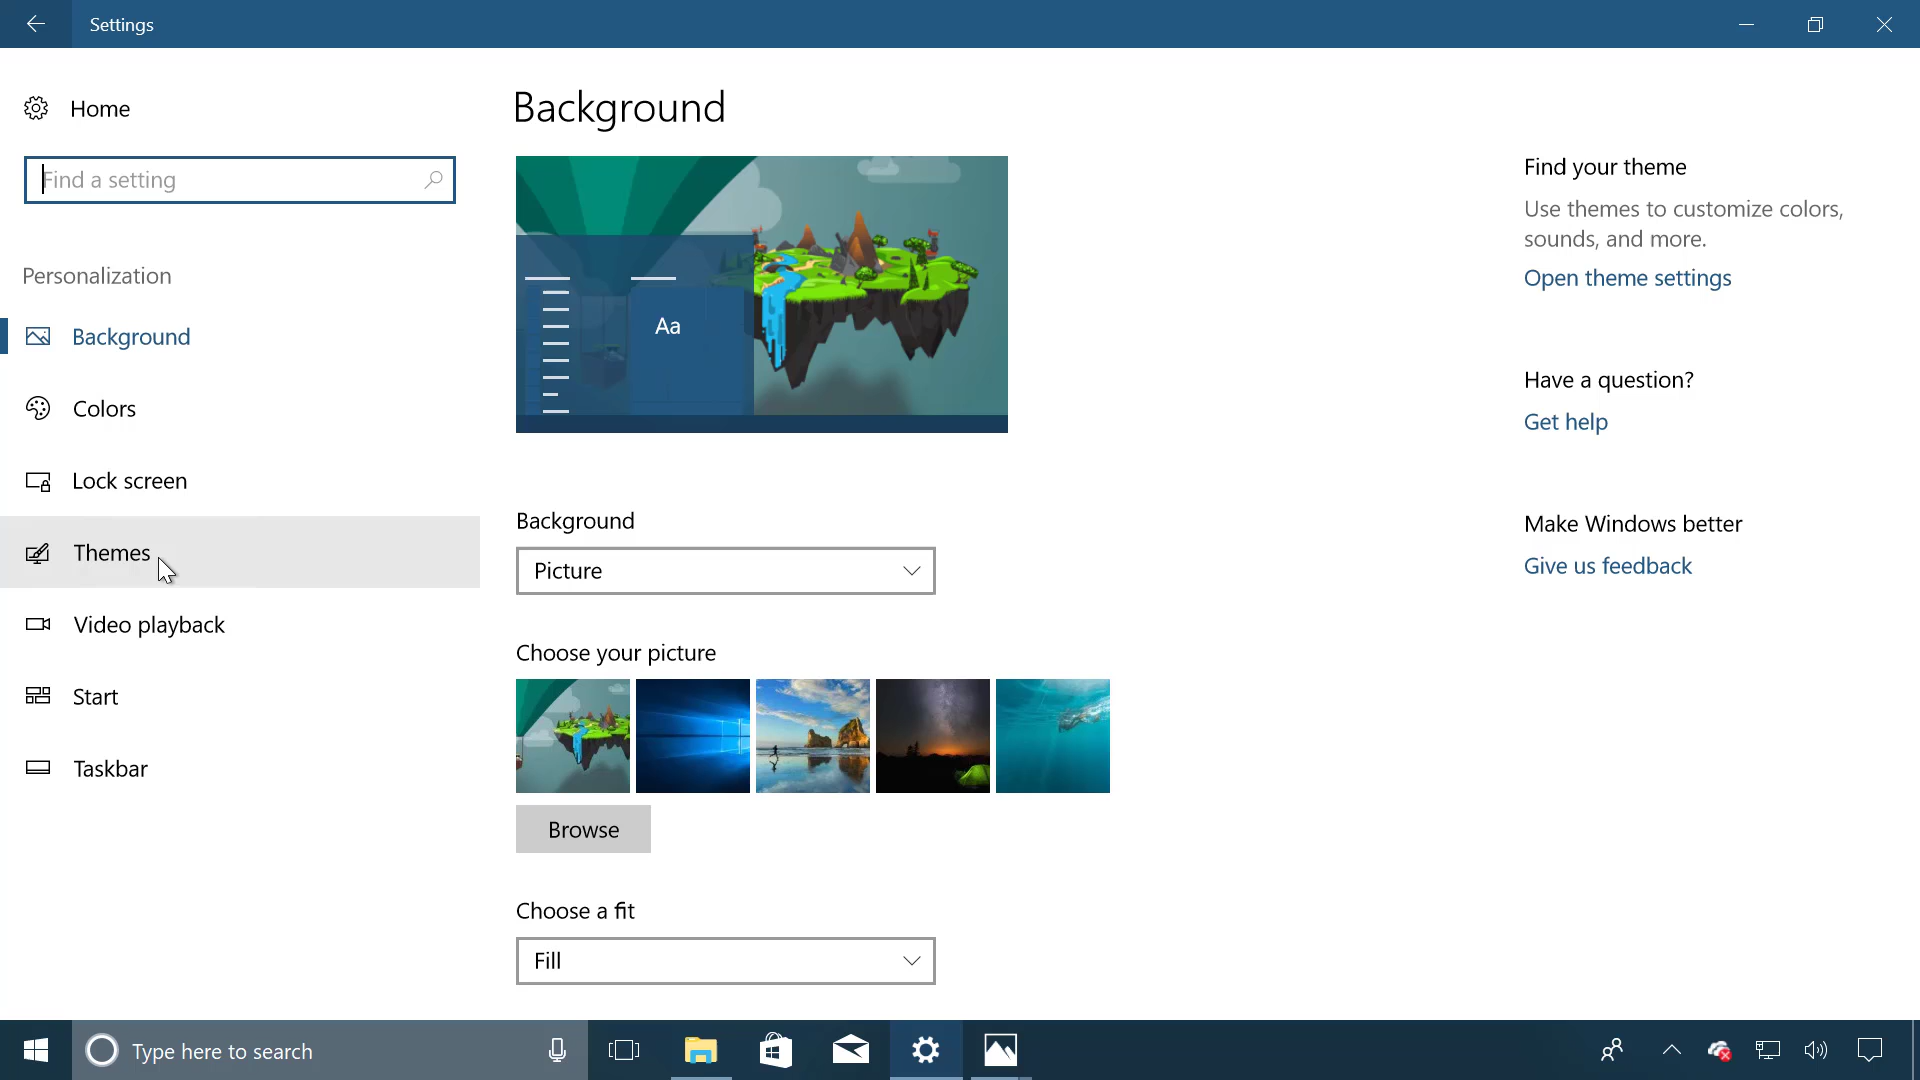 Settings
Home
Find a setting
Personalization
Background
Colors
Lock screen
Themes
Video playback
Start
Taskbar
Background
Aa
Background
Picture
Choose your picture
Browse
Choose a fit
Fill
Find your theme
Use themes to customize colors,
sounds, and more.
Open theme settings
Have a question?
Get help
Make Windows better
Give us feedback
Type here to search